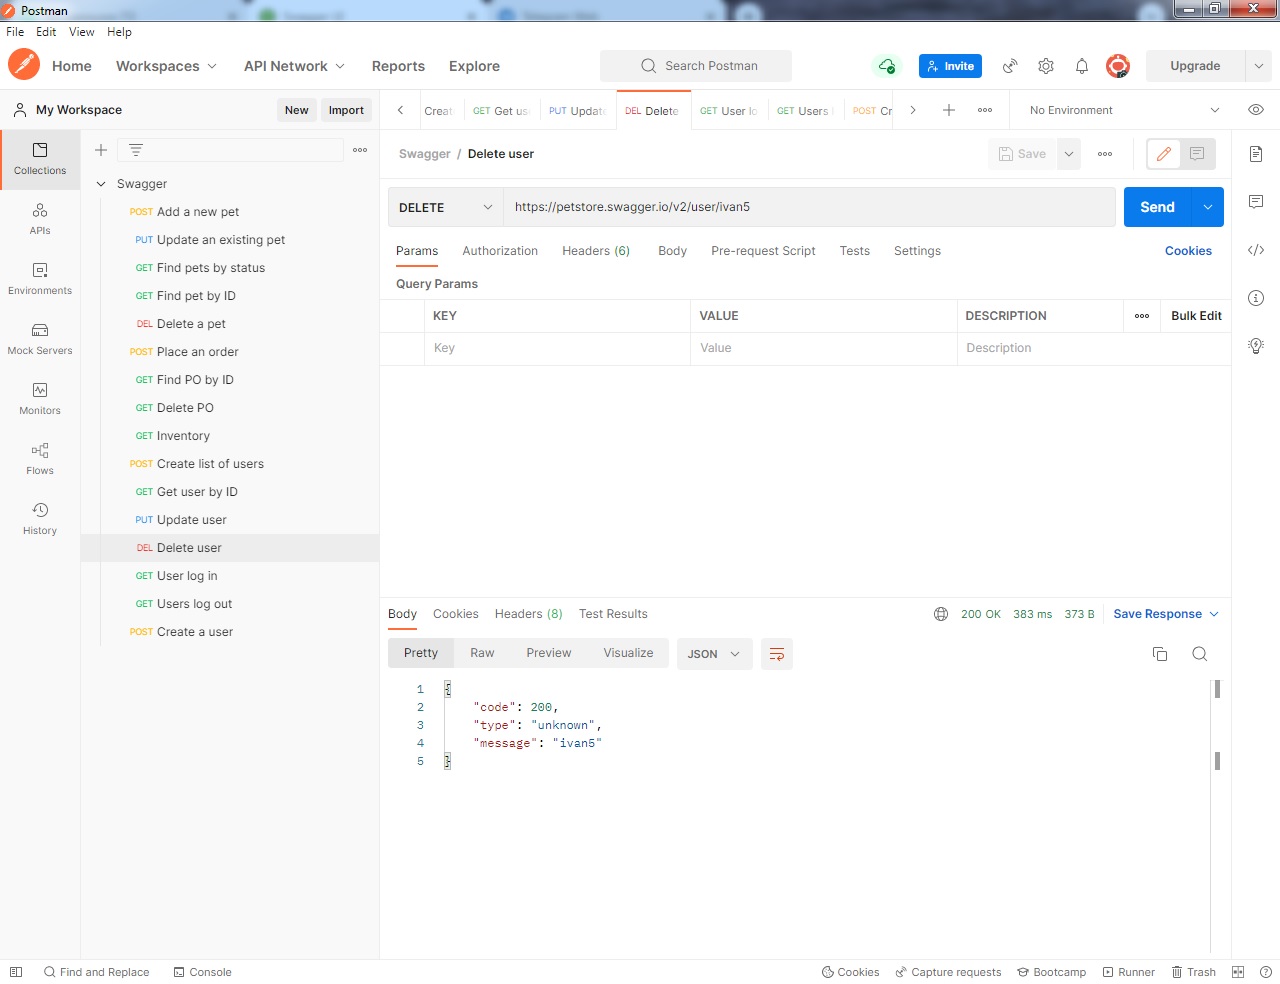 Postman
File Edit View Help
Home Workspaces API Network Reports Explore Search Postman Invite Upgrade
My Workspace New Import
Creat GET Get us PUT Update DEL Delete GET User lo GET Users POST Cr No Environment
Collections
APIs
Environments
Mock Servers
Monitors
Flows
History
Swagger
POST Add a new pet
PUT Update an existing pet
GET Find pets by status
GET Find pet by ID
DEL Delete a pet
POST Place an order
GET Find PO by ID
GET Delete PO
GET Inventory
POST Create list of users
GET Get user by ID
PUT Update user
DEL Delete user
GET User log in
GET Users log out
POST Create a user
Swagger / Delete user Save
DELETE https://petstore.swagger.io/v2/user/ivan5 Send
Params Authorization Headers (6) Body Pre-request Script Tests Settings Cookies
Query Params
KEY VALUE DESCRIPTION Bulk Edit
Key Value Description
Body Cookies Headers (8) Test Results 200 OK 383 ms 373 B Save Response
Pretty Raw Preview Visualize JSON
1 {
2 "code": 200,
3 "type": "unknown",
4 "message": "ivan5"
5 }
Find and Replace Console Cookies Capture requests Bootcamp Runner Trash